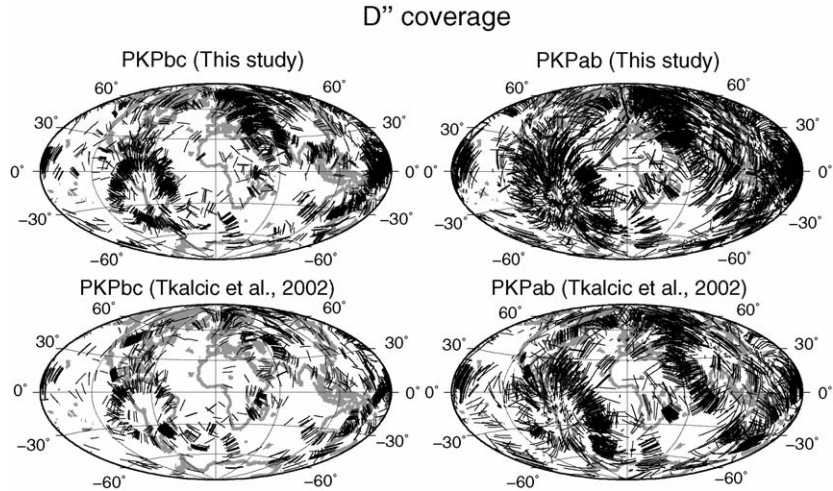 D” coverage
PKPbc (This study)
PKPab (This study)
60˚ 60˚ 60˚ 60˚
30˚ 30˚ 30˚ 30˚
0˚ 0˚ 0˚ 0˚
−30˚ −30˚ −30˚ −30˚
−60˚ −60˚ −60˚ −60˚
PKPbc (Tkalcic et al., 2002)
PKPab (Tkalcic et al., 2002)
60˚ 60˚ 60˚ 60˚
30˚ 30˚ 30˚ 30˚
0˚ 0˚ 0˚ 0˚
−30˚ −30˚ −30˚ −30˚
−60˚ −60˚ −60˚ −60˚